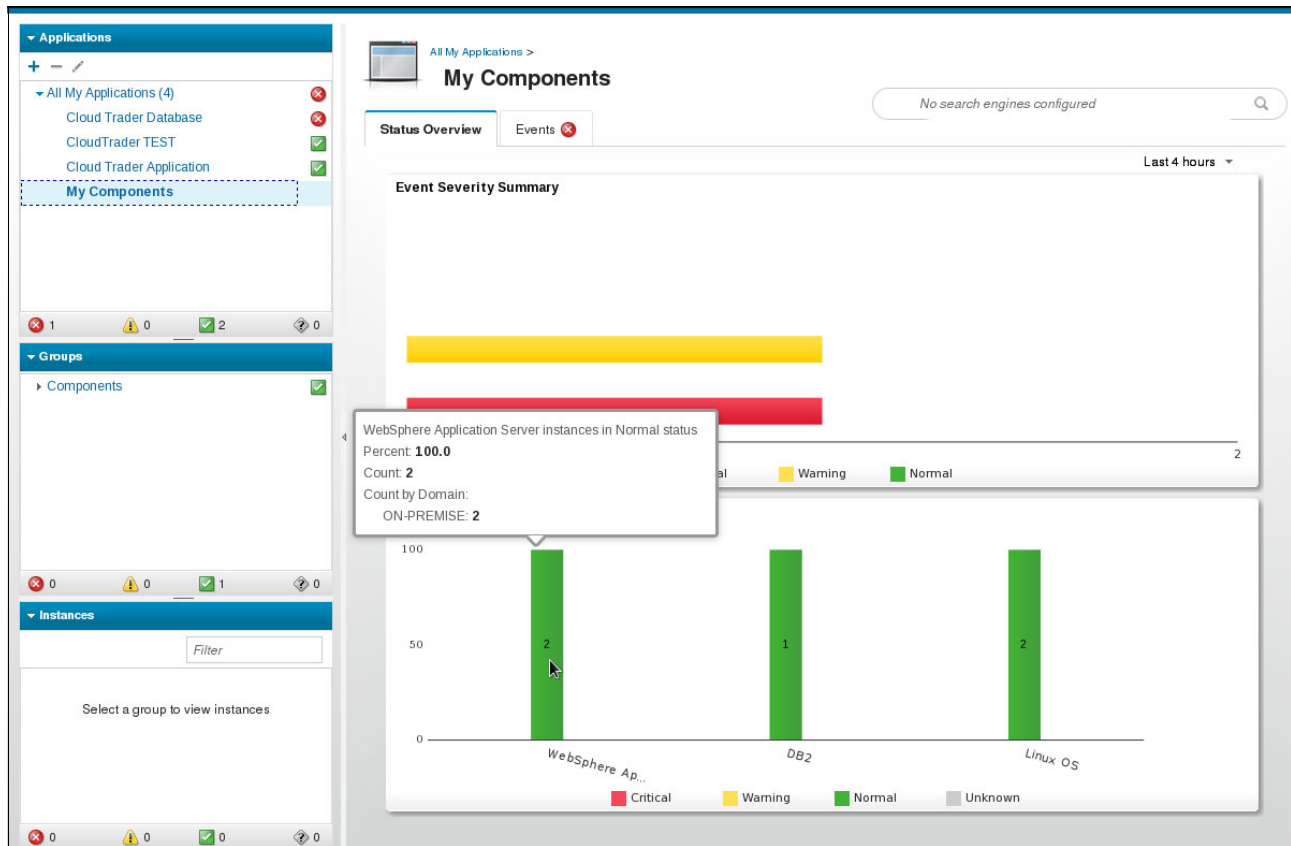 Applications
All My Applications (4)
Cloud Trader Database
CloudTrader TEST
Cloud Trader Application
My Components
1 0 2 0
Groups
Components
0 0 1 0
Instances
Filter
Select a group to view instances
0 0 0 0
All My Applications >
My Components
No search engines configured
Status Overview Events
Last 4 hours
Event Severity Summary
2
al Warning Normal
WebSphere Application Server instances in Normal status
Percent: 100.0
Count: 2
Count by Domain:
ON-PREMISE: 2
100
50
0
2 1 2
WebSphere Ap... DB2 Linux OS
Critical Warning Normal Unknown